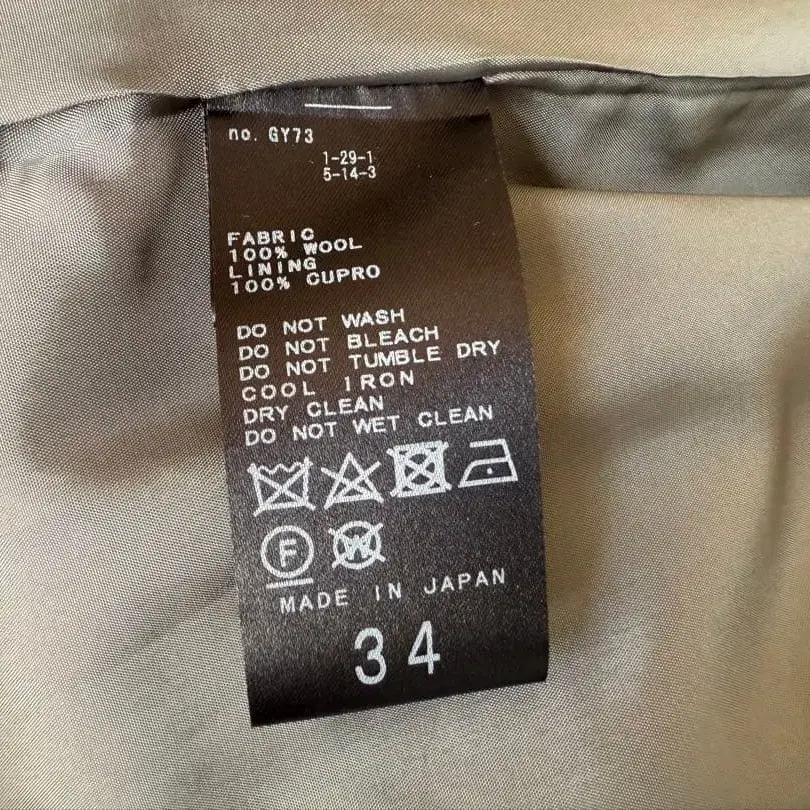 no. GY73
1-29-1
5-14-3
FABRIC
100% WOOL
LINING
100% CUPRO
DO NOT WASH
DO NOT BLEACH
DO NOT TUMBLE DRY
COOL IRON
DRY CLEAN
DO NOT WET CLEAN
F W
MADE IN JAPAN
34